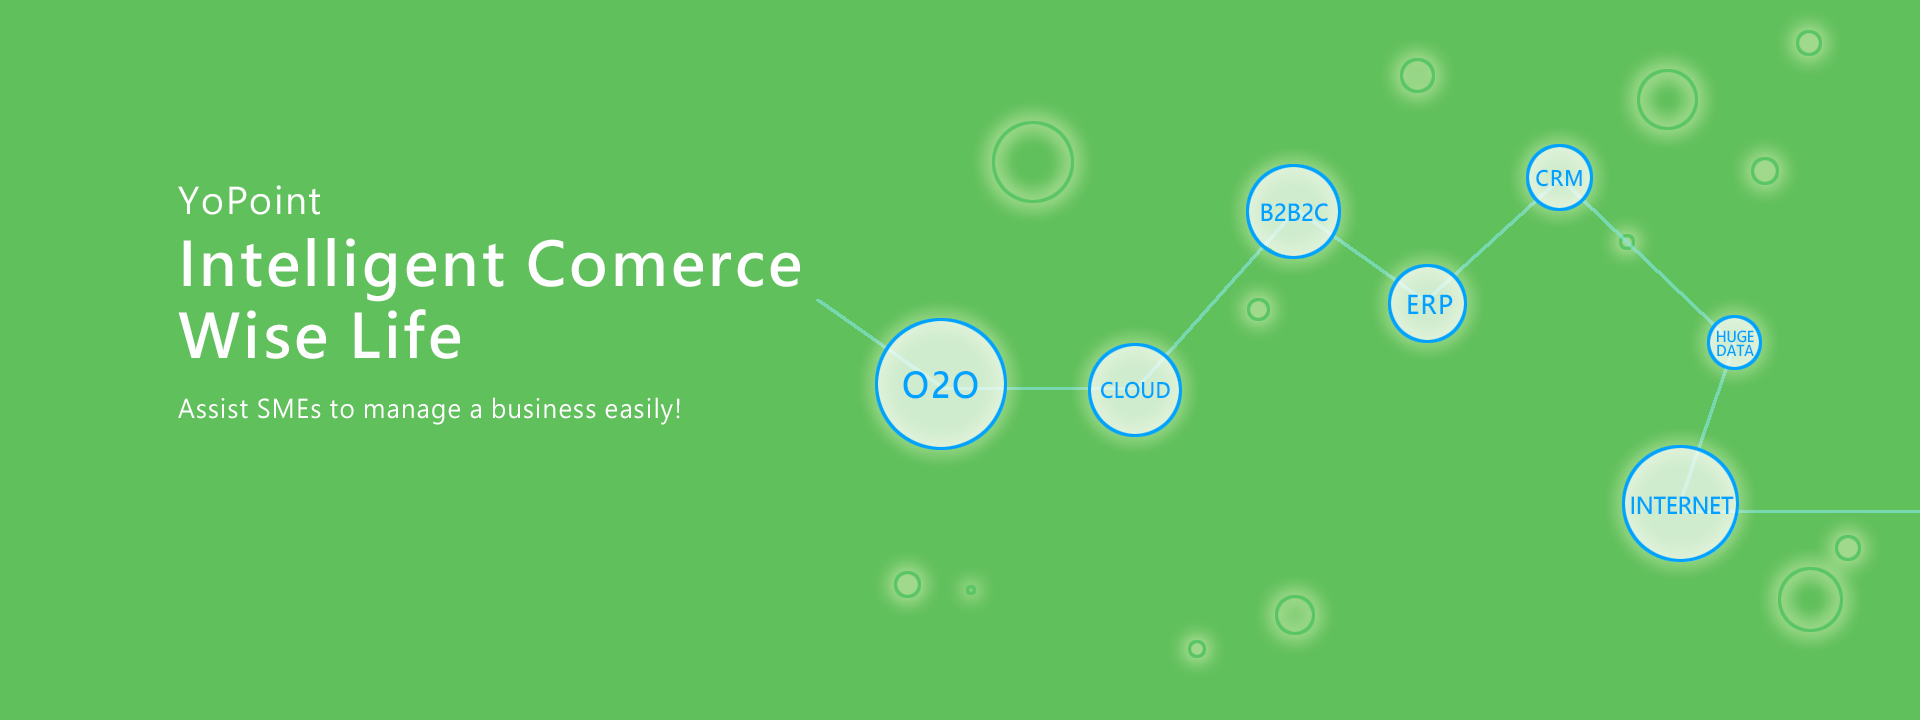 YoPoint
Intelligent Comerce
Wise Life
Assist SMEs to manage a business easily!
O2O
CLOUD
B2B2C
ERP
CRM
HUGE
DATA
INTERNET